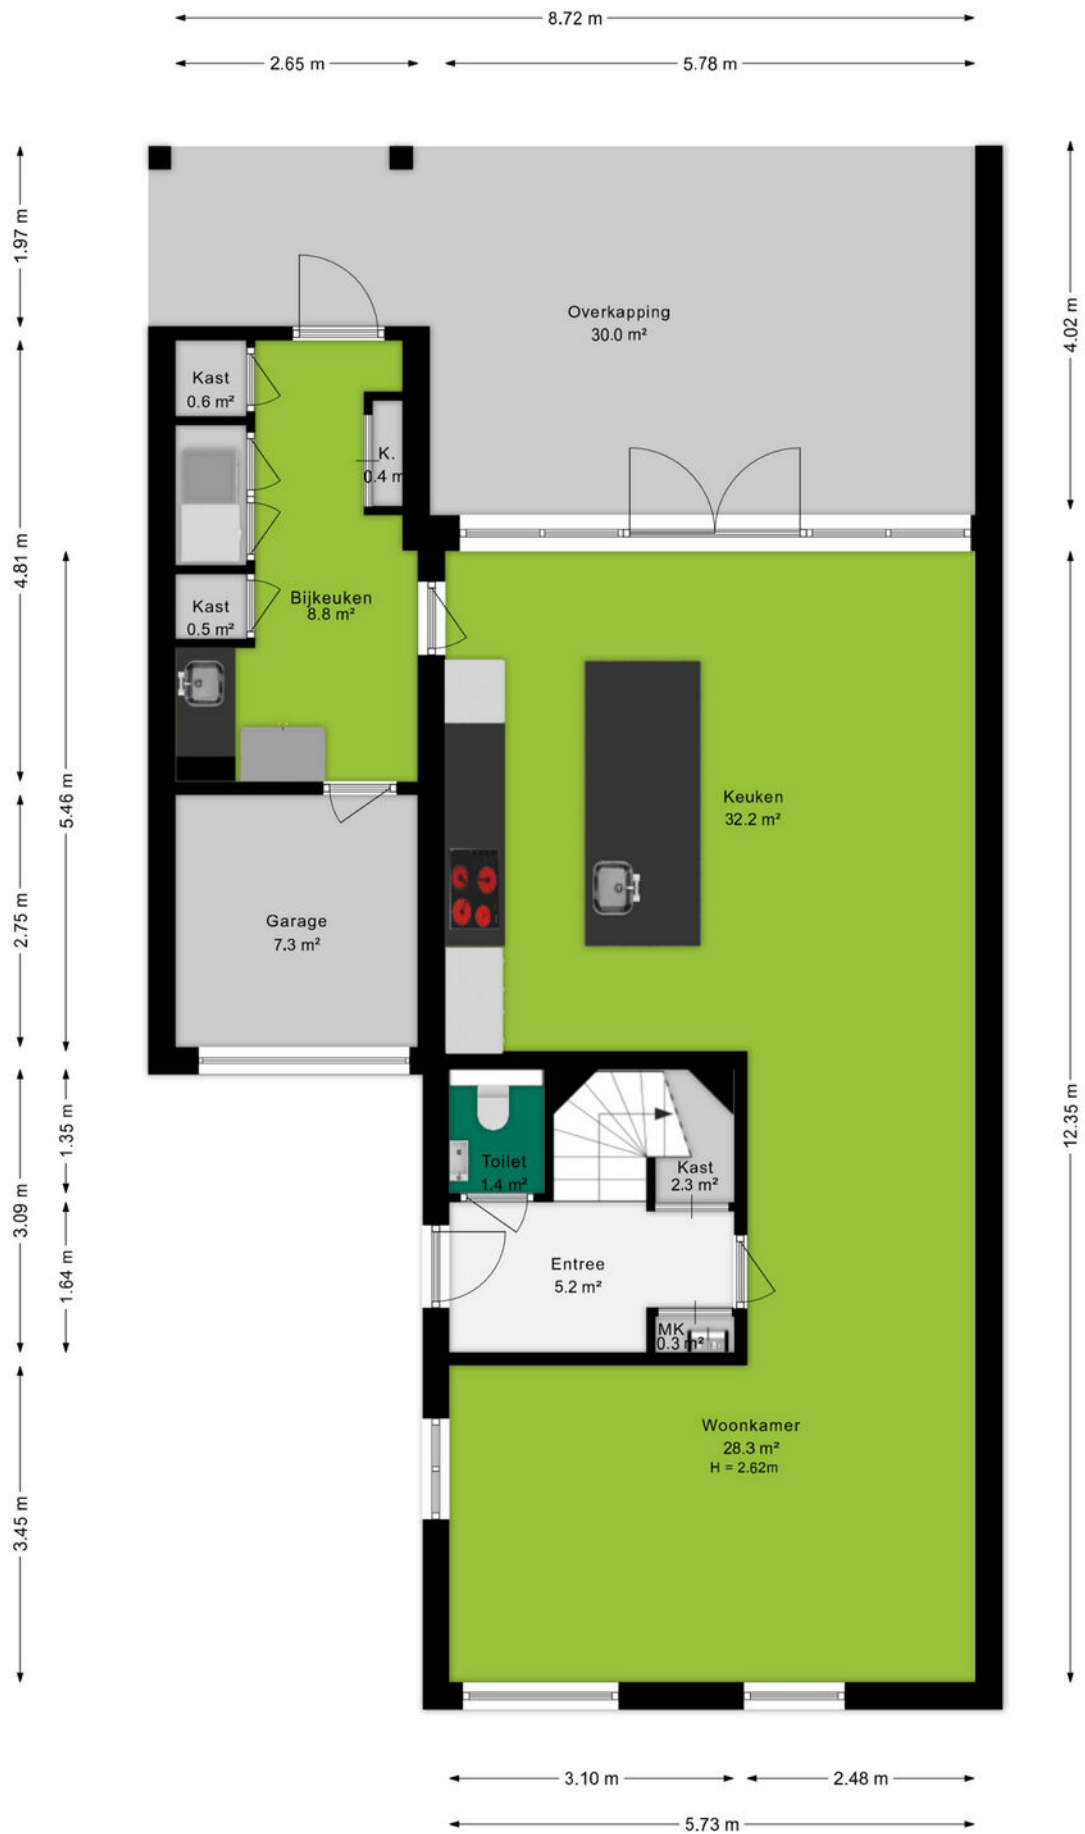 8.72 m
2.65 m
5.78 m
1.97 m
4.02 m
Overkapping
30.0 m²
Kast
0.6 m²
K.
0.4 m
4.81 m
Bijkeuken
8.8 m²
Kast
0.5 m²
5.46 m
Keuken
32.2 m²
2.75 m
Garage
7.3 m²
12.35 m
1.35 m
Toilet
1.4 m²
Kast
2.3 m²
3.09 m
1.64 m
Entree
5.2 m²
MK
0.3 m²
Woonkamer
28.3 m²
H = 2.62m
3.45 m
3.10 m
2.48 m
5.73 m